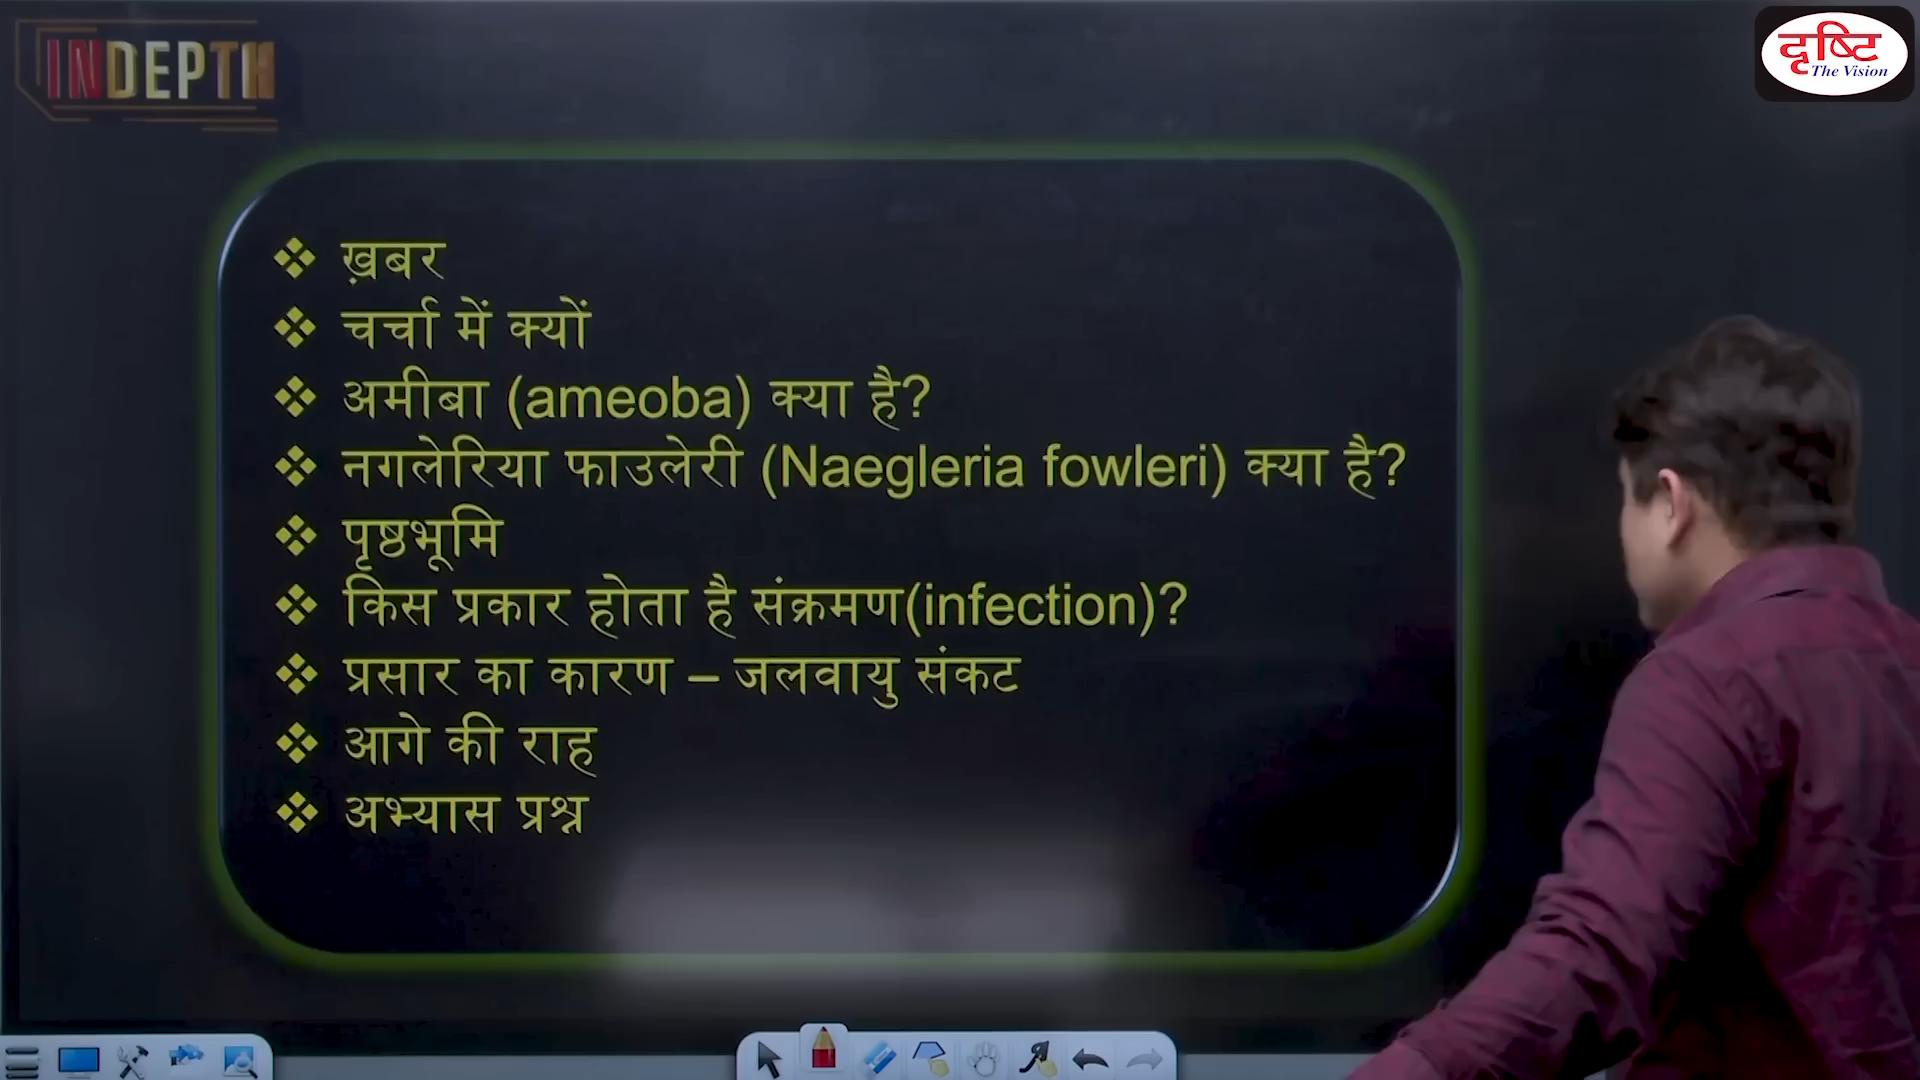 INDEPTH
दृष्टि
The Vision
ख़बर
चर्चा में क्यों
अमीबा (ameoba) क्या है?
नगलेरिया फाउलेरी (Naegleria fowleri) क्या है?
पृष्ठभूमि
किस प्रकार होता है संक्रमण(infection)?
प्रसार का कारण – जलवायु संकट
आगे की राह
अभ्यास प्रश्न